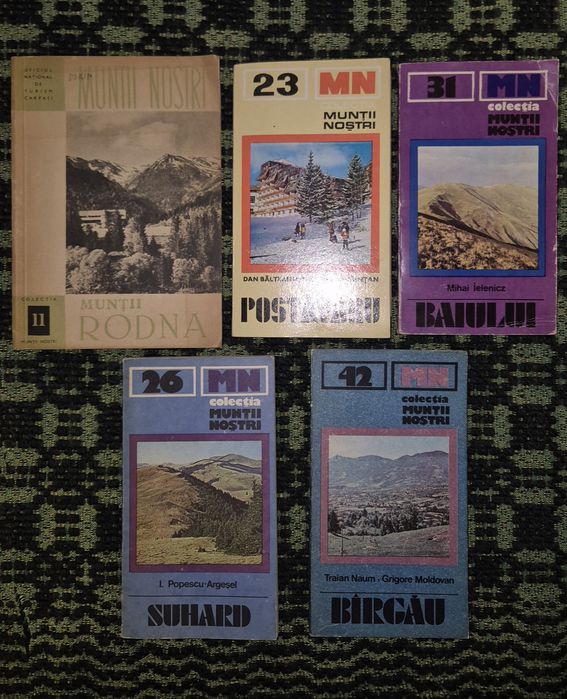 OFICIUL
NAȚIONAL
DE
TURISM
CARPAȚI
MUNȚII NOȘTRI
COLECȚIA
11
MUNȚII NOȘTRI
MUNȚII
RODNA
23 MN
MUNȚII
NOȘTRI
DAN
POSTĂVARU
31 MN
colecția
MUNȚII
NOȘTRI
Mihai Ielenicz
BAIULUI
26 MN
colecția
MUNȚII
NOȘTRI
I. Popescu-Argeșel
SUHARD
42 MN
colecția
MUNȚII
NOȘTRI
Traian Naum . Grigore Moldovan
BÎRGĂU